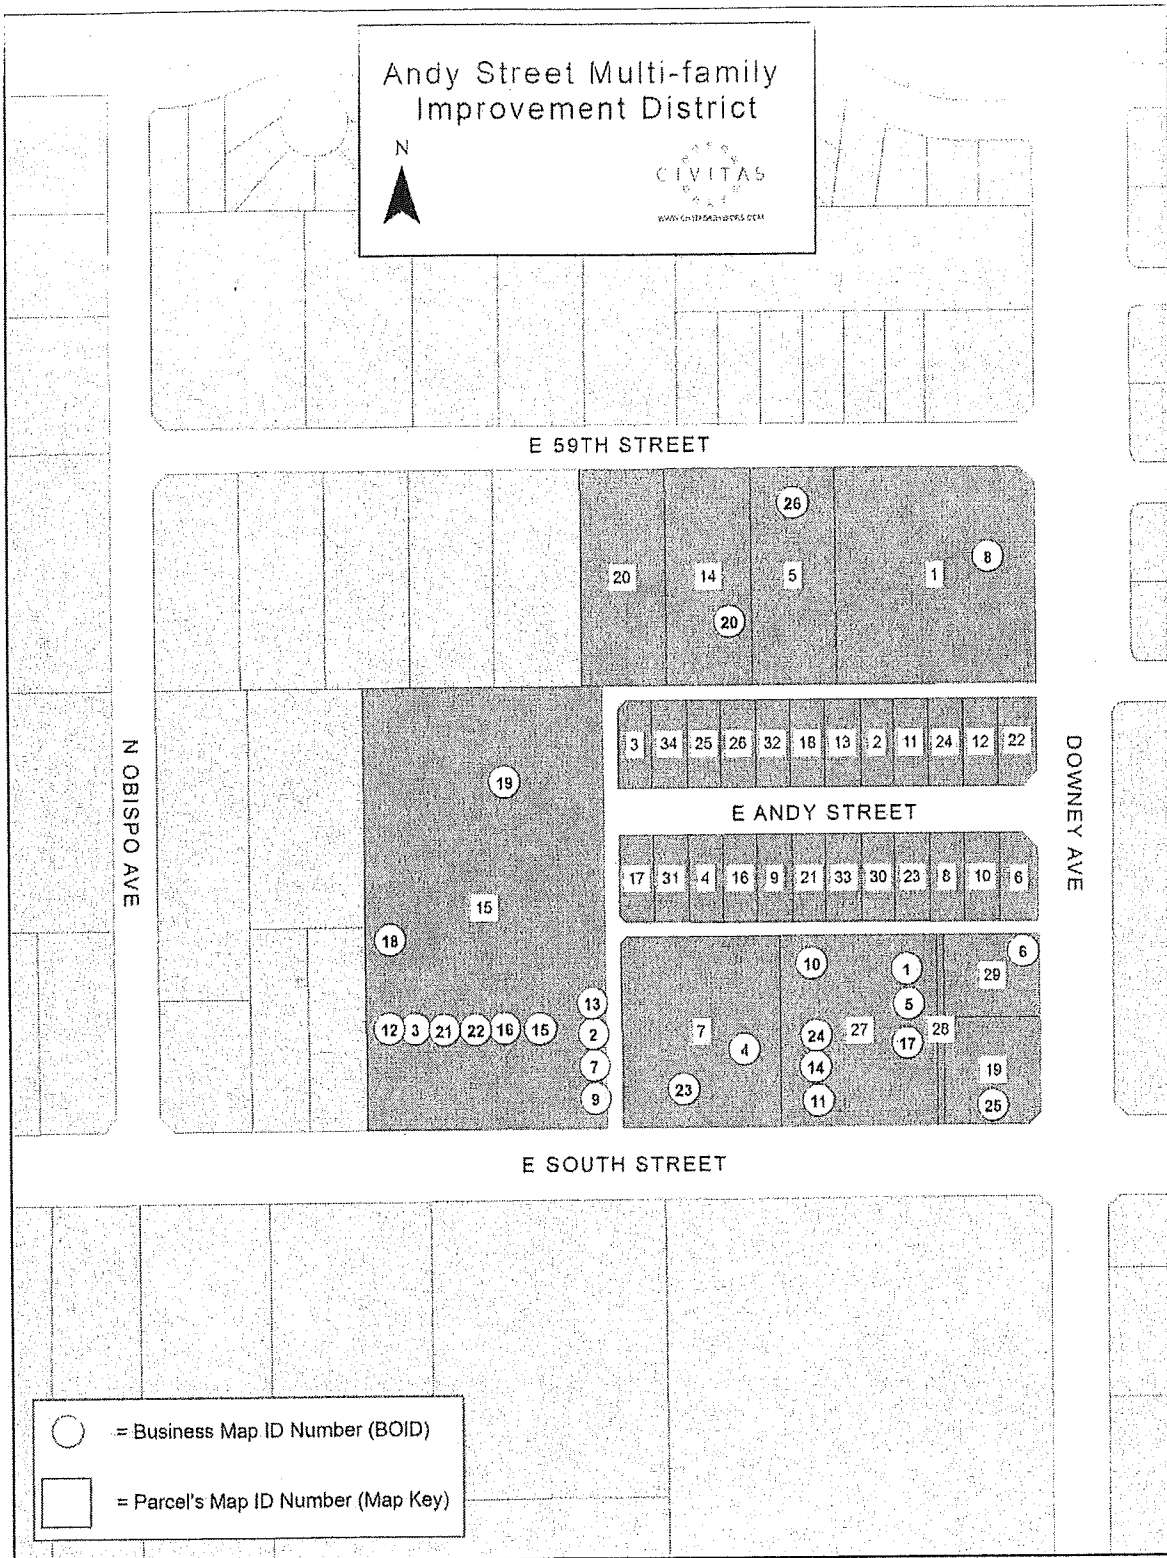 Andy Street Multi-family
Improvement District
N
CIVITAS
E 59TH STREET
26
8
20 14 5 1
20
3 34 25 26 32 18 13 2 11 24 12 22
19
N OBISPO AVE
DOWNEY AVE
E ANDY STREET
17 31 4 16 9 21 33 30 23 8 10 6
15
18
10 1 6
29
13 5
12 3 21 22 16 15 2 7 24 27 17 28
4
7 14 19
23
9 11 25
E SOUTH STREET
= Business Map ID Number (BOID)
= Parcel's Map ID Number (Map Key)